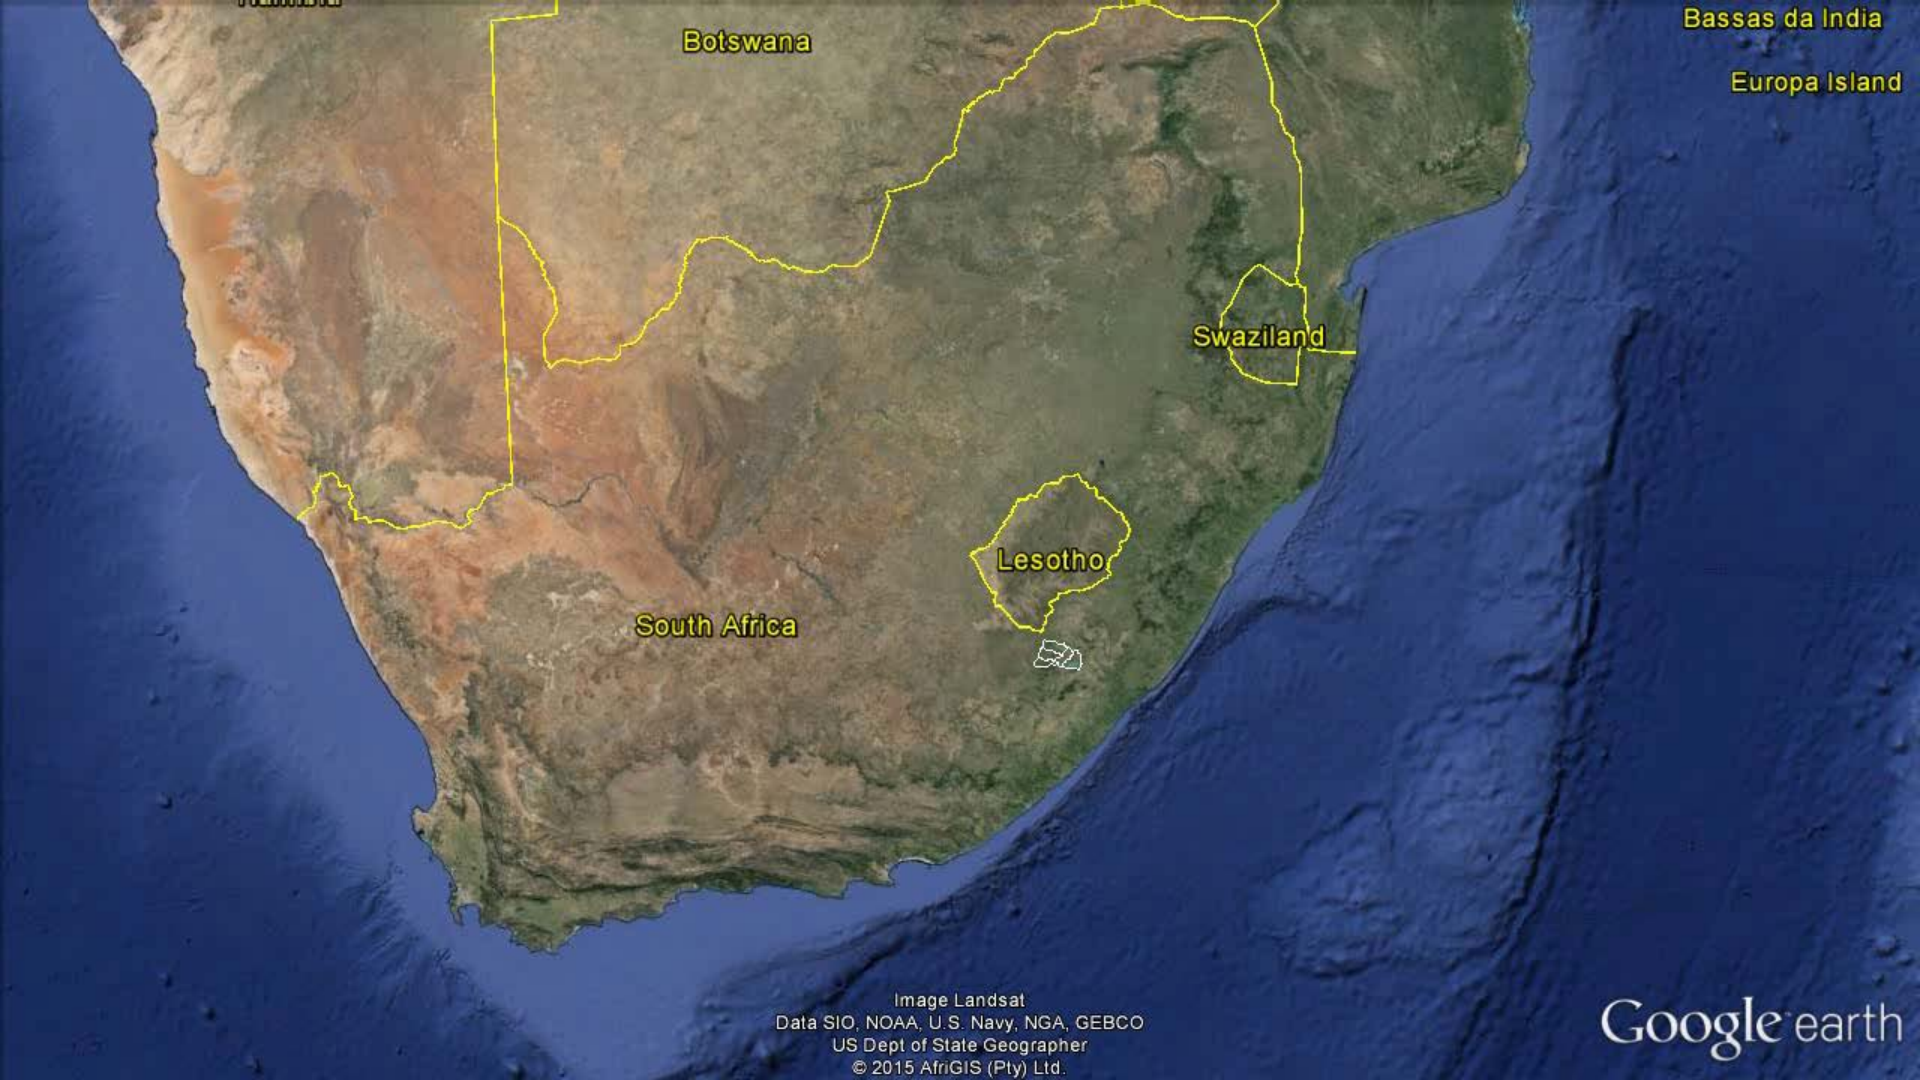 Namibia
Botswana
Bassas da India
Europa Island
Swaziland
Lesotho
South Africa
Image Landsat
Data SIO, NOAA, U.S. Navy, NGA, GEBCO
US Dept of State Geographer
© 2015 AfriGIS (Pty) Ltd.
Google earth